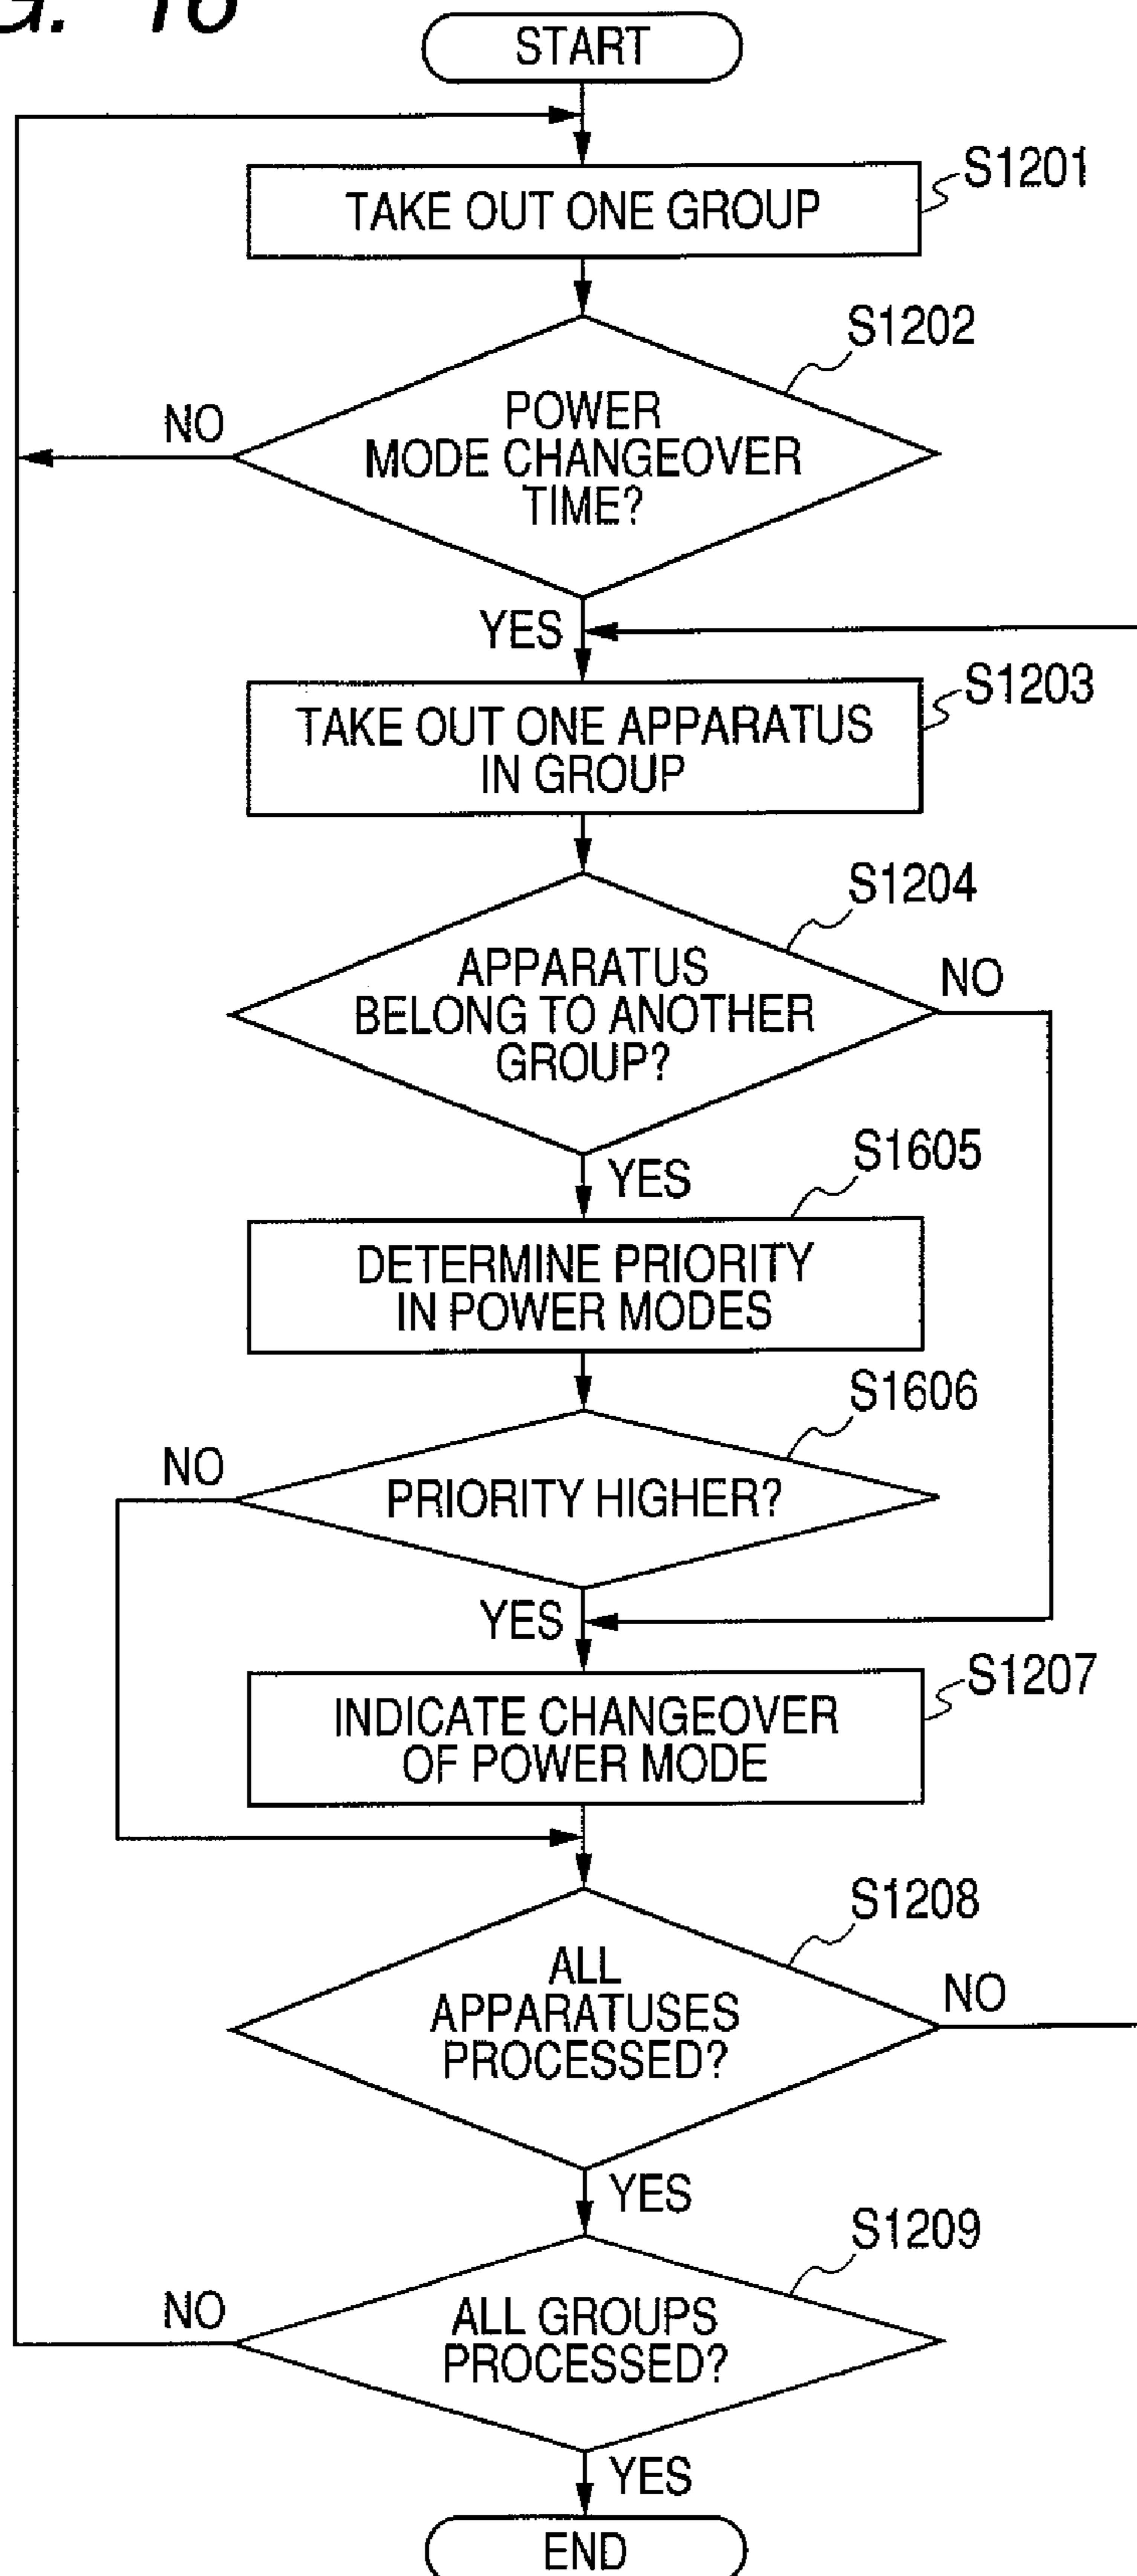 G. 16
START
TAKE OUT ONE GROUP
S1201
S1202
POWER
MODE CHANGEOVER
TIME?
NO
YES
S1203
TAKE OUT ONE APPARATUS
IN GROUP
S1204
APPARATUS
BELONG TO ANOTHER
GROUP?
NO
YES
S1605
DETERMINE PRIORITY
IN POWER MODES
S1606
NO
PRIORITY HIGHER?
YES
S1207
INDICATE CHANGEOVER
OF POWER MODE
S1208
ALL
APPARATUSES
PROCESSED?
NO
YES
S1209
NO
ALL GROUPS
PROCESSED?
YES
END